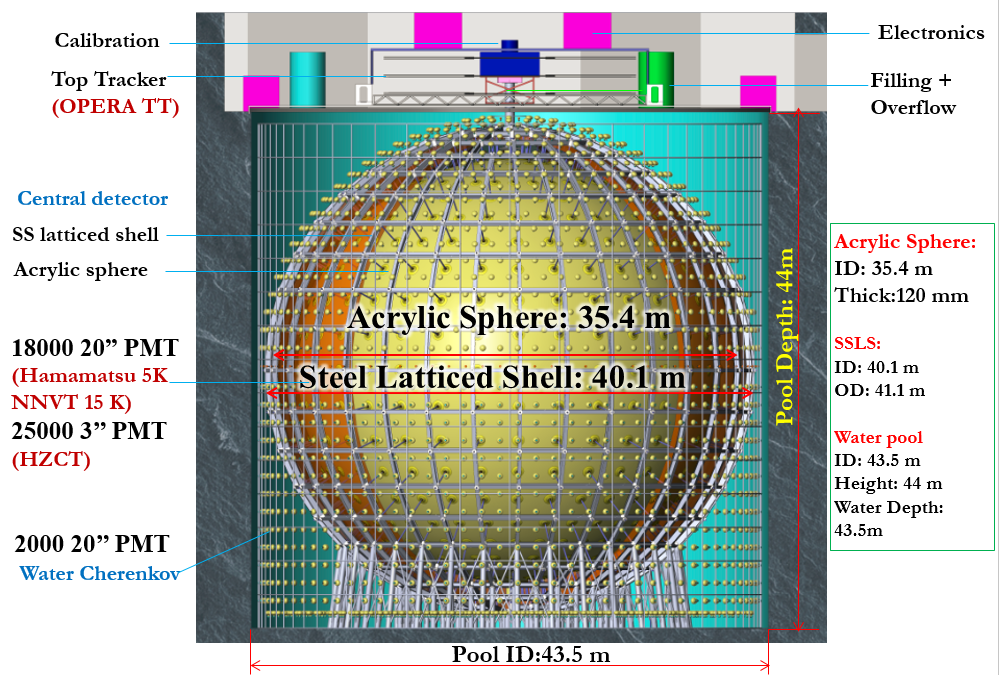 Calibration
Top Tracker
(OPERA TT)
Central detector
SS latticed shell
Acrylic sphere
18000 20” PMT
(Hamamatsu 5K
NNVT 15 K)
25000 3” PMT
(HZCT)
2000 20” PMT
Water Cherenkov
Acrylic Sphere: 35.4 m
Steel Latticed Shell: 40.1 m
Pool Depth: 44m
Pool ID:43.5 m
Electronics
Filling +
Overflow
Acrylic Sphere:
ID: 35.4 m
Thick:120 mm
SSLS:
ID: 40.1 m
OD: 41.1 m
Water pool
ID: 43.5 m
Height: 44 m
Water Depth:
43.5m